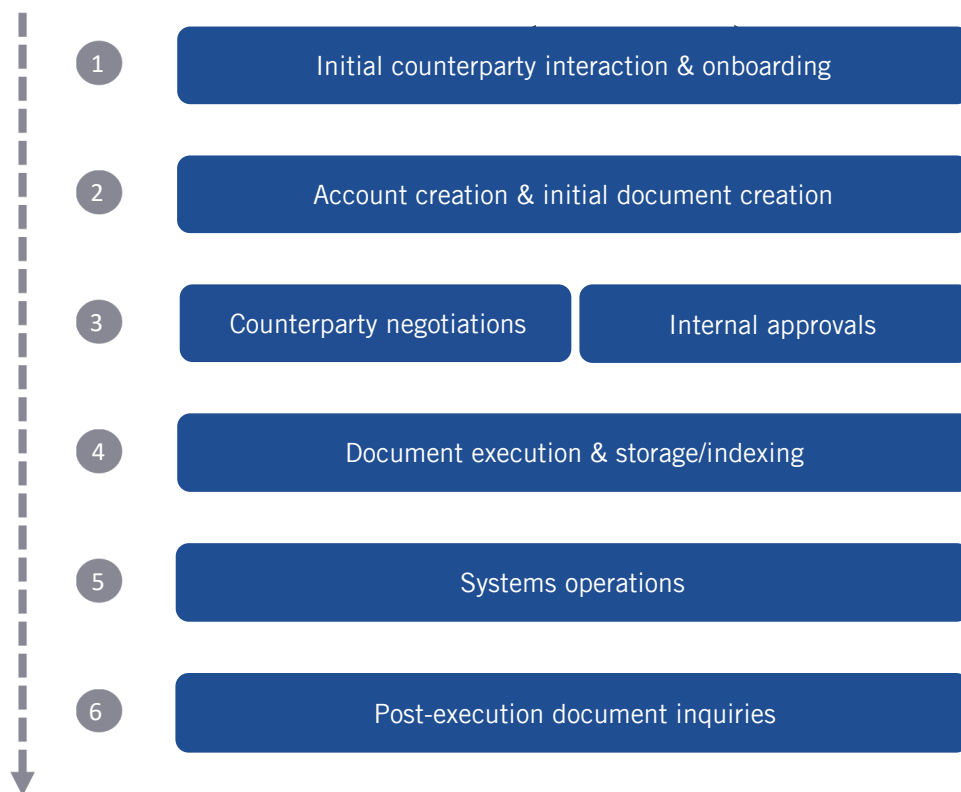 1
Initial counterparty interaction & onboarding
2
Account creation & initial document creation
3
Counterparty negotiations
Internal approvals
4
Document execution & storage/indexing
5
Systems operations
6
Post-execution document inquiries